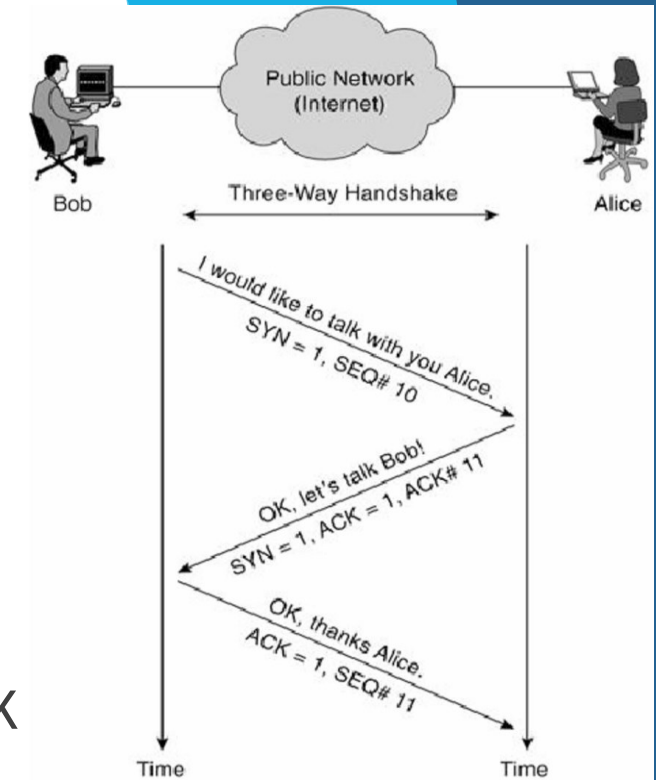 Public Network
(Internet)
Bob
Three-Way Handshake
Alice
I would like to talk with you Alice.
SYN = 1, SEQ# 10
OK, let's talk Bob!
SYN = 1, ACK = 1, ACK# 11
OK, thanks Alice.
ACK = 1, SEQ# 11
Time
Time